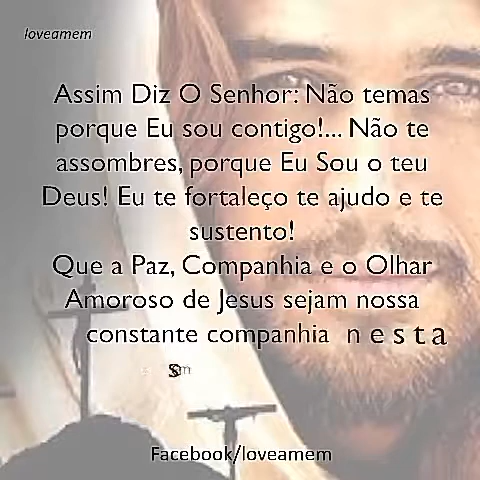 loveamem
Assim Diz O Senhor: Não temas
porque Eu sou contigo!... Não te
assombres, porque Eu Sou o teu
Deus! Eu te fortaleço te ajudo e te
sustento!
Que a Paz, Companhia e o Olhar
Amoroso de Jesus sejam nossa
constante companhia nesta
Facebook/loveamem